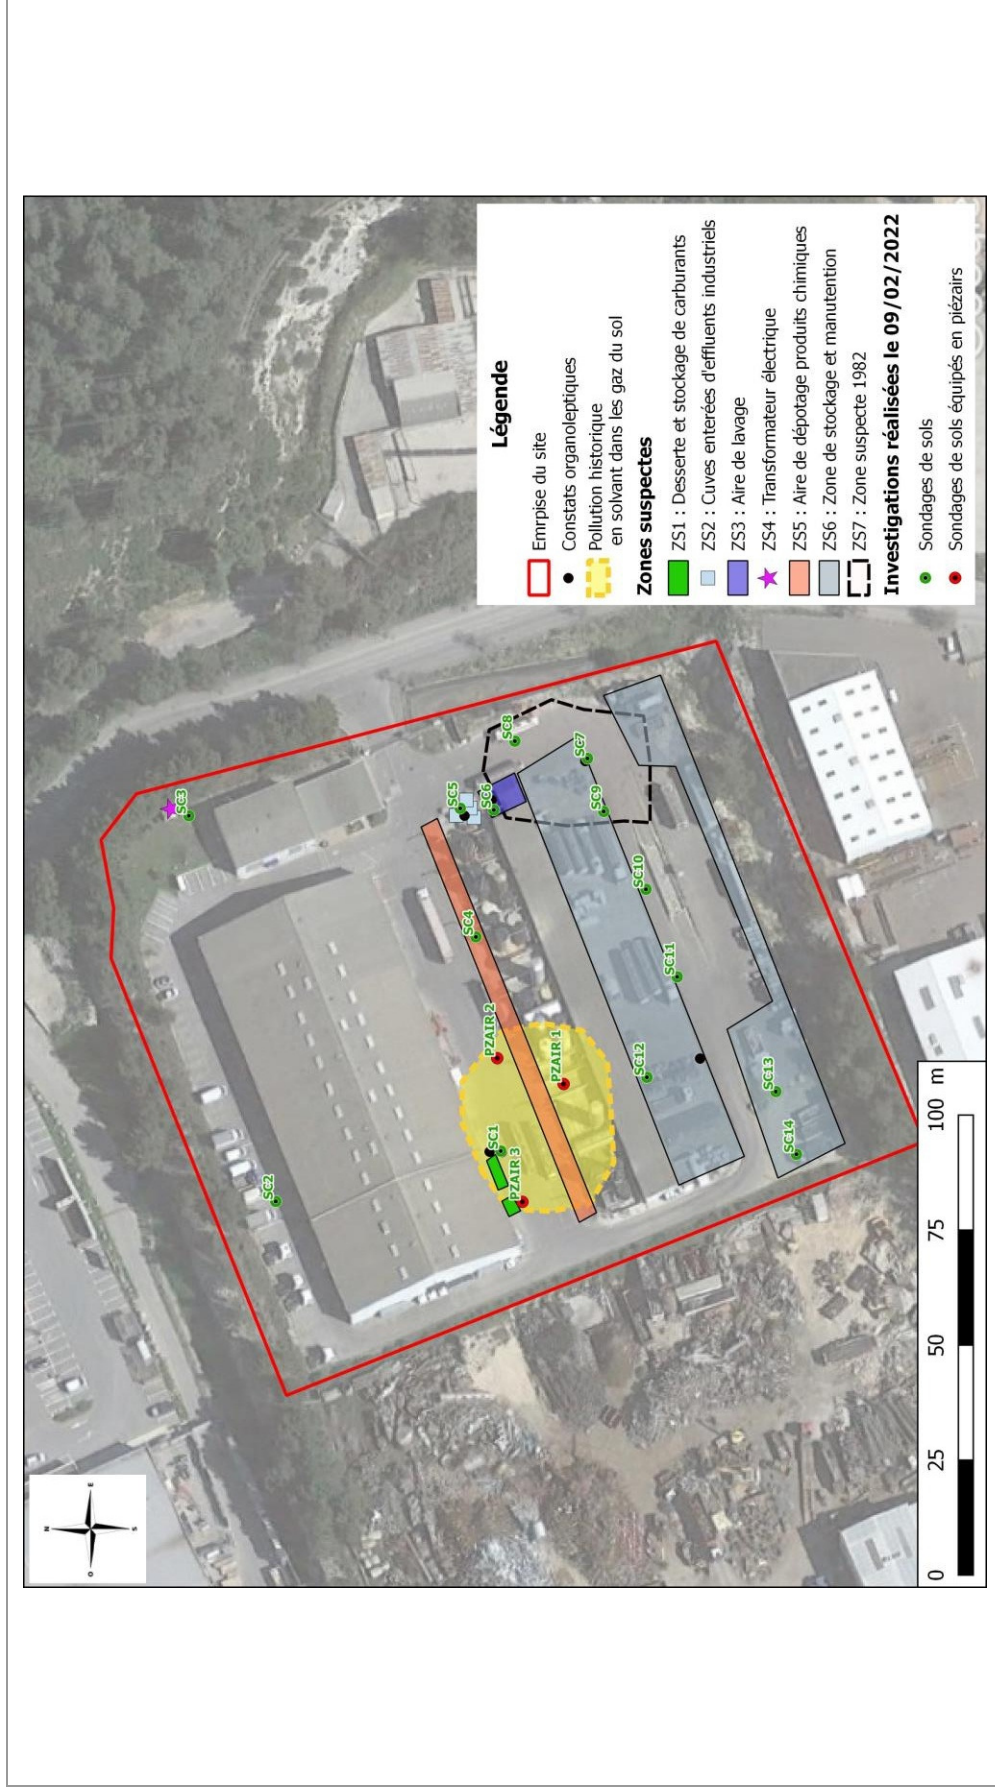 N
O
E
S
SC3
SC2
SC5
SC6
SC8
SC4
SC7
PZAIR 2
SC9
SC1
PZAIR 1
PZAIR 3
SC10
SC11
SC12
SC13
SC14
Légende
Enrpise du site
Constats organoleptiques
Pollution historique
en solvant dans les gaz du sol
Zones suspectes
ZS1 : Desserte et stockage de carburants
ZS2 : Cuves enterées d'effluents industriels
ZS3 : Aire de lavage
ZS4 : Transformateur électrique
ZS5 : Aire de dépotage produits chimiques
ZS6 : Zone de stockage et manutention
ZS7 : Zone suspecte 1982
Investigations réalisées le 09/02/2022
Sondages de sols
Sondages de sols équipés en piézairs
0 25 50 75 100 m